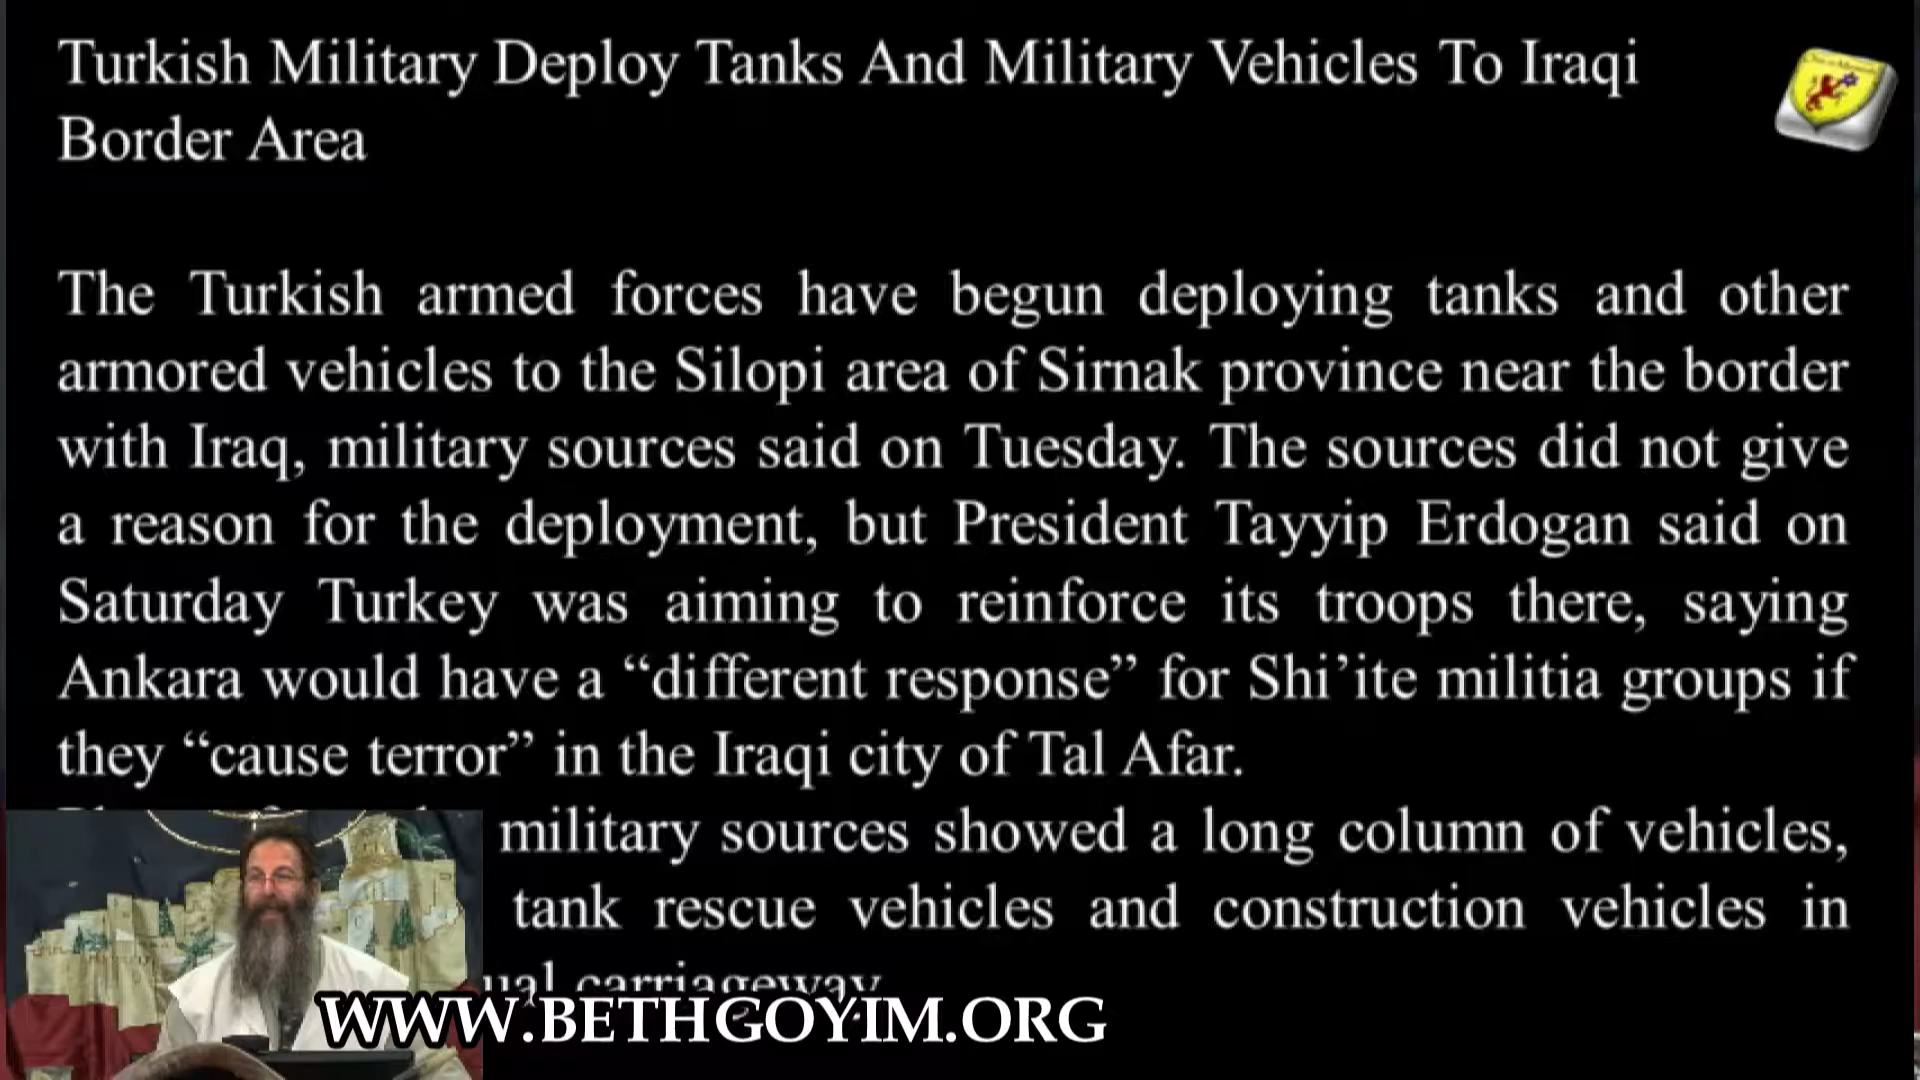 Turkish Military Deploy Tanks And Military Vehicles To Iraqi
Border Area
The Turkish armed forces have begun deploying tanks and other
armored vehicles to the Silopi area of Sirnak province near the border
with Iraq, military sources said on Tuesday. The sources did not give
a reason for the deployment, but President Tayyip Erdogan said on
Saturday Turkey was aiming to reinforce its troops there, saying
Ankara would have a “different response” for Shi’ite militia groups if
they “cause terror” in the Iraqi city of Tal Afar.
military sources showed a long column of vehicles,
tank rescue vehicles and construction vehicles in
carriageway
WWW.BETHGOYIM.ORG